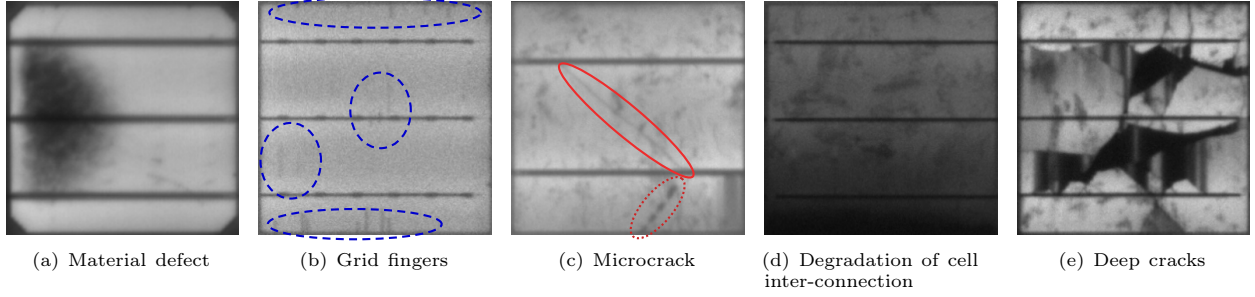 (a) Material defect
(b) Grid fingers
(c) Microcrack
(d) Degradation of cell
inter-connection
(e) Deep cracks